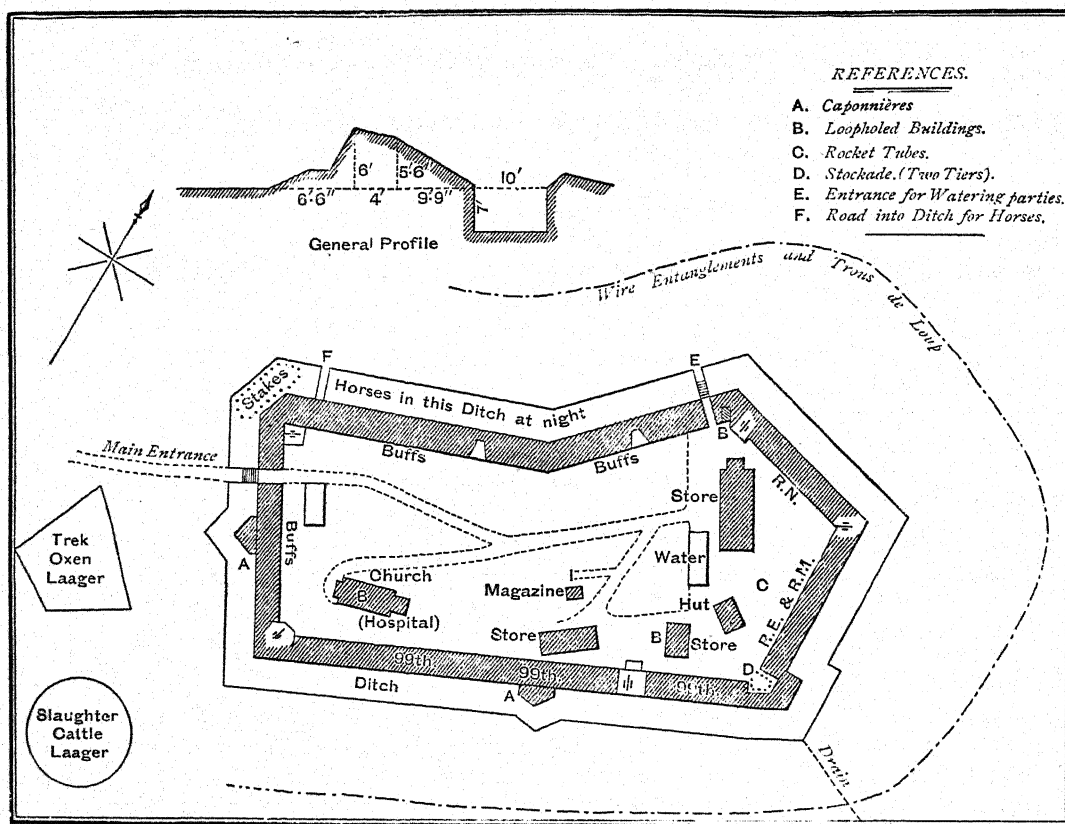 REFERENCES.
A. Caponnières
B. Loopholed Buildings.
C. Rocket Tubes.
D. Stockade. (Two Tiers).
E. Entrance for Watering parties.
F. Road into Ditch for Horses.
6' 5'.6" 10'
6'.6" 4' 9'.9" 7'
General Profile
Wire Entanglements and Trous de Loup
F
E
Stakes
Horses in this Ditch at night
Main Entrance
Buffs
Buffs
B
R.N.
Store
Buffs
A
Trek
Oxen
Laager
Church
B
(Hospital)
Water
Magazine
C
Hut
R.E. & R.M.
Store
B
Store
99th
99th
99th
D
Ditch
A
Slaughter
Cattle
Laager
Drain